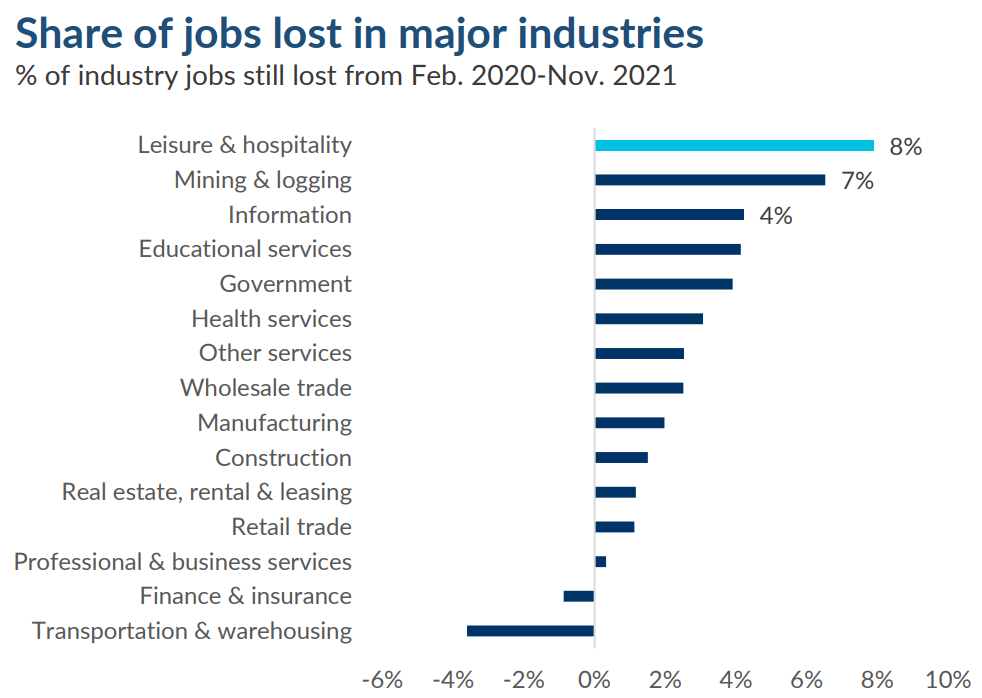 Share of jobs lost in major industries
% of industry jobs still lost from Feb. 2020-Nov. 2021
Leisure & hospitality 8%
Mining & logging 7%
Information 4%
Educational services
Government
Health services
Other services
Wholesale trade
Manufacturing
Construction
Real estate, rental & leasing
Retail trade
Professional & business services
Finance & insurance
Transportation & warehousing
-6% -4% -2% 0% 2% 4% 6% 8% 10%